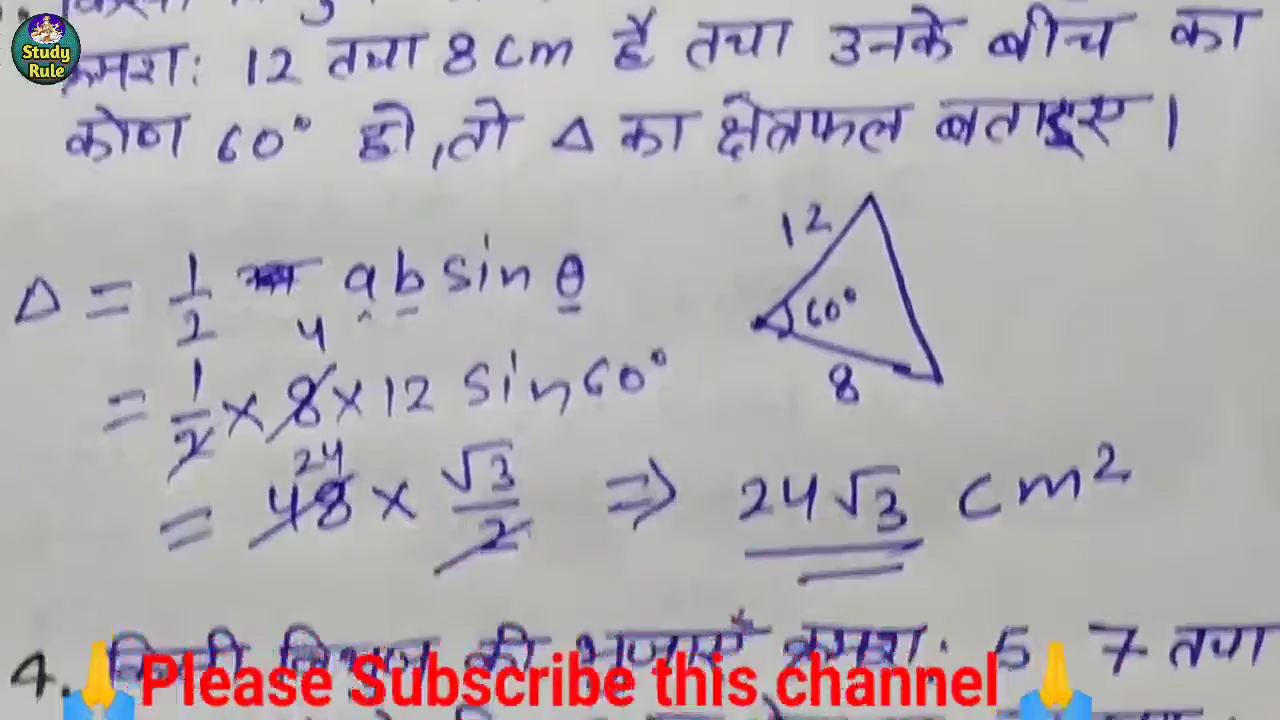 Study
Rule
क्रमश: 12 तथा 8 cm है तथा उनके बीच का
कोण 60° हो, तो Δ का क्षेत्रफल बताइए।
Δ = 1/2 ab sin θ
4
= 1/2 × 8 × 12 sin 60°
24
= 48 × √3/2 ⇒ 24√3 cm²
12
60°
8
4. किसी त्रिभुज की भुजाएँ क्रमश: 5 7 तथा
Please Subscribe this channel